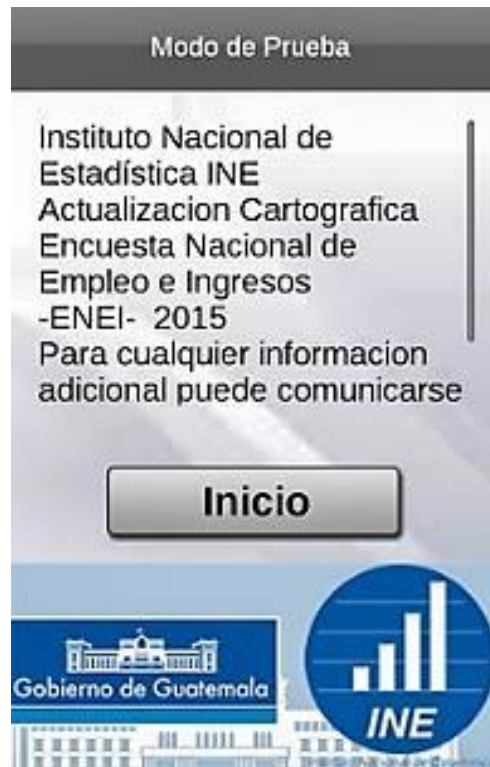 Modo de Prueba
Instituto Nacional de
Estadística INE
Actualizacion Cartografica
Encuesta Nacional de
Empleo e Ingresos
-ENEI- 2015
Para cualquier informacion
adicional puede comunicarse
Inicio
Gobierno de Guatemala
INE